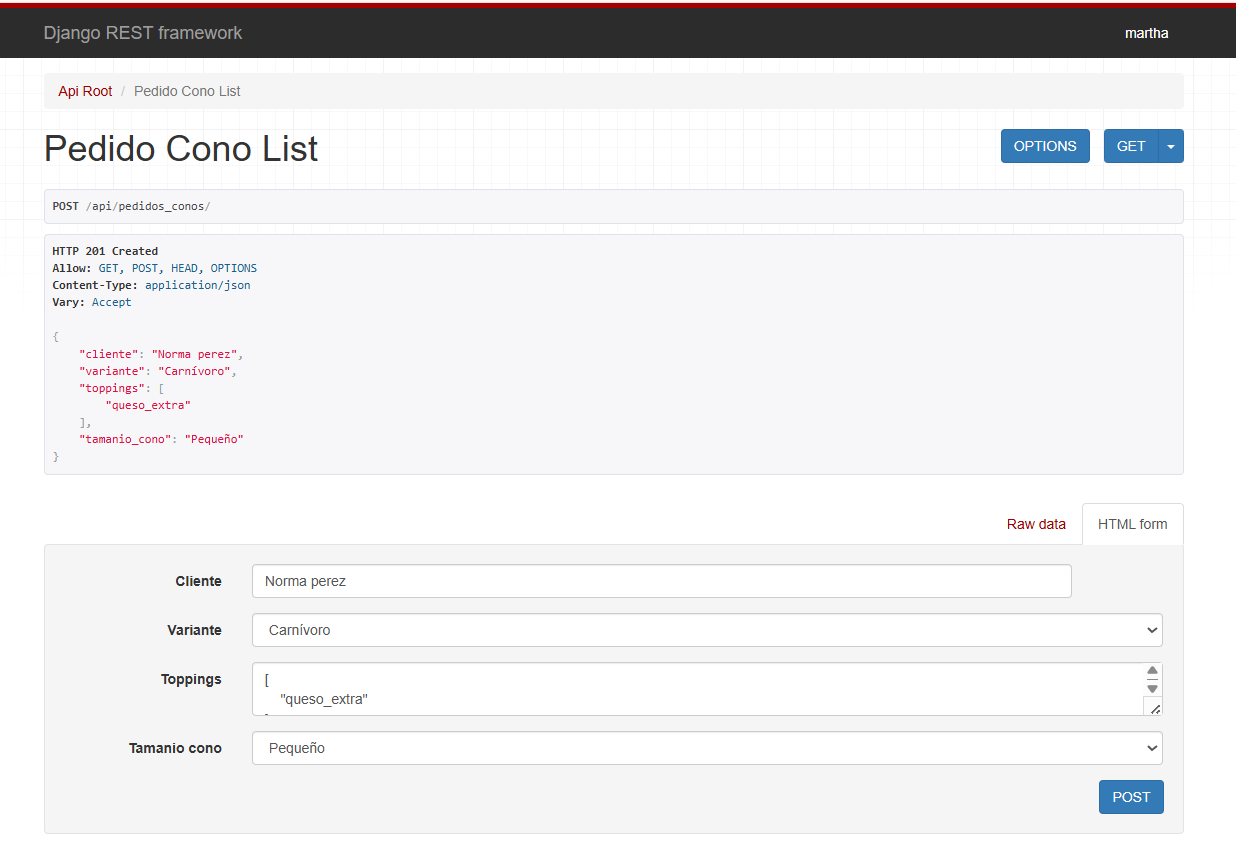 Django REST framework
martha
Api Root / Pedido Cono List
Pedido Cono List
OPTIONS
GET
POST /api/pedidos_conos/
HTTP 201 Created
Allow: GET, POST, HEAD, OPTIONS
Content-Type: application/json
Vary: Accept
{
    "cliente": "Norma perez",
    "variante": "Carnívoro",
    "toppings": [
        "queso_extra"
    ],
    "tamanio_cono": "Pequeño"
}
Raw data
HTML form
Cliente
Norma perez
Variante
Carnívoro
Toppings
[
    "queso_extra"
Tamanio cono
Pequeño
POST